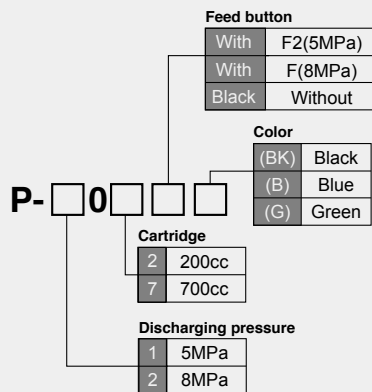 Feed button
With F2(5MPa)
With F(8MPa)
Black Without
Color
(BK) Black
(B) Blue
(G) Green
P-□0□□□
Cartridge
2 200cc
7 700cc
Discharging pressure
1 5MPa
2 8MPa